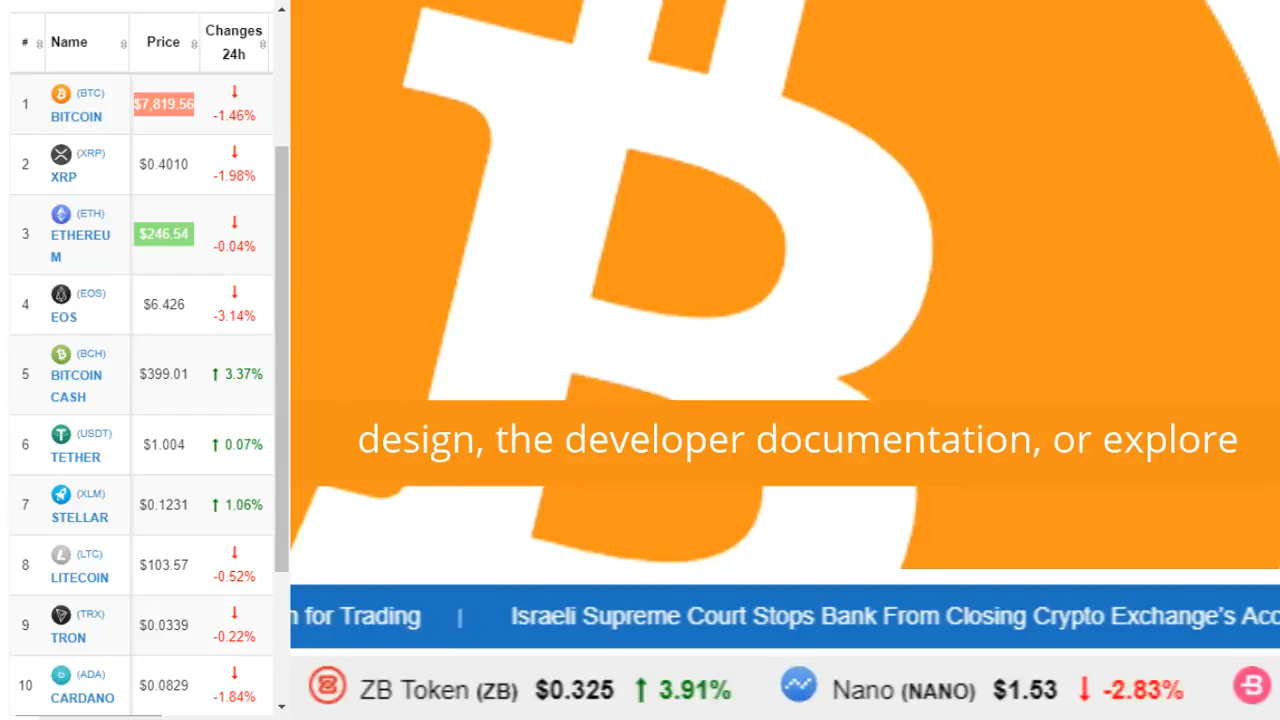 # Name Price Changes
24h
1 (BTC) BITCOIN $7,819.56 ↓ -1.46%
2 (XRP) XRP $0.4010 ↓ -1.98%
3 (ETH) ETHEREU
M $246.54 ↓ -0.04%
4 (EOS) EOS $6.426 ↓ -3.14%
5 (BCH) BITCOIN
CASH $399.01 ↑ 3.37%
6 (USDT) TETHER $1.004 ↑ 0.07%
7 (XLM) STELLAR $0.1231 ↑ 1.06%
8 (LTC) LITECOIN $103.57 ↓ -0.52%
9 (TRX) TRON $0.0339 ↓ -0.22%
10 (ADA) CARDANO $0.0829 ↓ -1.84%
design, the developer documentation, or explore
for Trading | Israeli Supreme Court Stops Bank From Closing Crypto Exchange's
ZB Token (ZB) $0.325 ↑ 3.91% Nano (NANO) $1.53 ↓ -2.83%